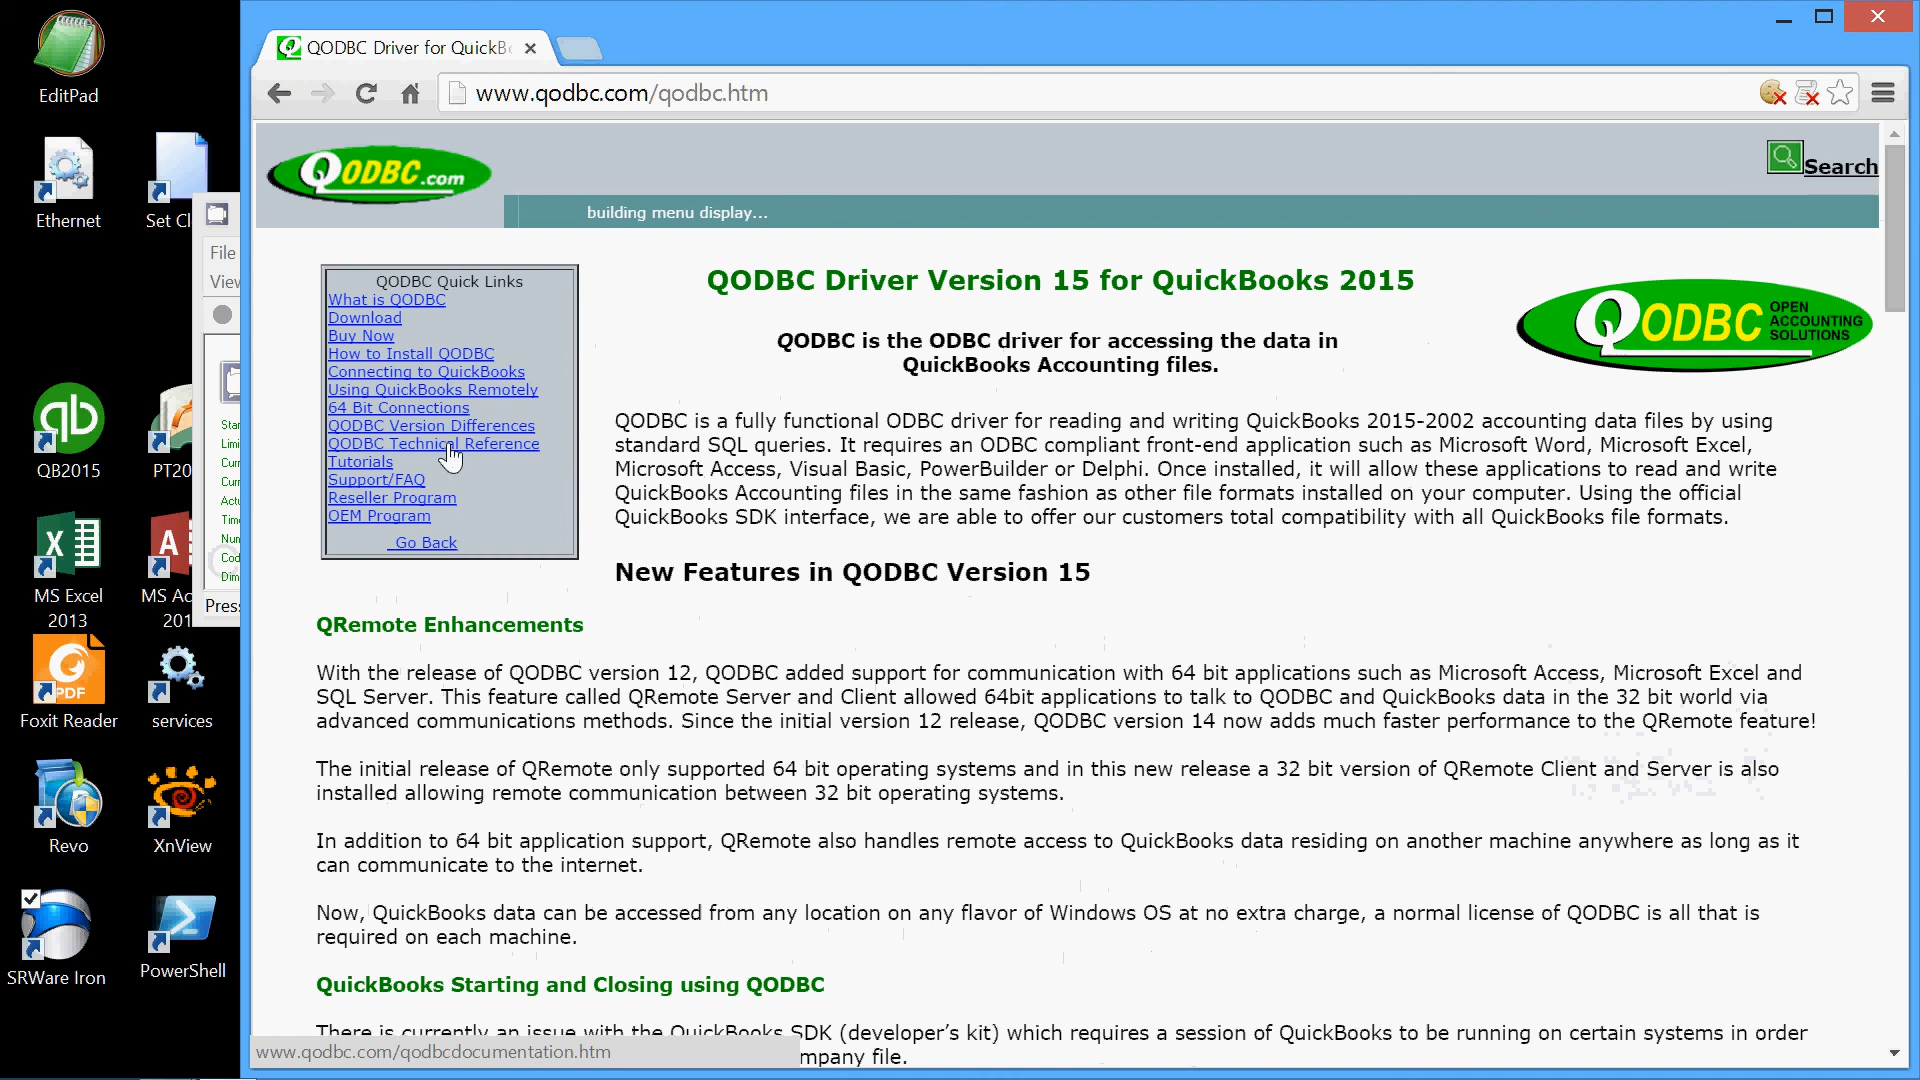 EditPad
Ethernet
Set Cl
File
View
QB2015
PT20
Star
Limi
Curr
Curr
Actu
Time
Num
Cod
Dim
MS Excel
2013
MS Ac
201
Press
PDF
Foxit Reader
services
Revo
XnView
SRWare Iron
PowerShell
QODBC Driver for QuickB
www.qodbc.com/qodbc.htm
QODBC.com
Search
building menu display...
QODBC Quick Links
What is QODBC
Download
Buy Now
How to Install QODBC
Connecting to QuickBooks
Using QuickBooks Remotely
64 Bit Connections
QODBC Version Differences
QODBC Technical Reference
Tutorials
Support/FAQ
Reseller Program
OEM Program
Go Back
QODBC Driver Version 15 for QuickBooks 2015
QODBC OPEN
ACCOUNTING
SOLUTIONS
QODBC is the ODBC driver for accessing the data in
QuickBooks Accounting files.
QODBC is a fully functional ODBC driver for reading and writing QuickBooks 2015-2002 accounting data files by using
standard SQL queries. It requires an ODBC compliant front-end application such as Microsoft Word, Microsoft Excel,
Microsoft Access, Visual Basic, PowerBuilder or Delphi. Once installed, it will allow these applications to read and write
QuickBooks Accounting files in the same fashion as other file formats installed on your computer. Using the official
QuickBooks SDK interface, we are able to offer our customers total compatibility with all QuickBooks file formats.
New Features in QODBC Version 15
QRemote Enhancements
With the release of QODBC version 12, QODBC added support for communication with 64 bit applications such as Microsoft Access, Microsoft Excel and
SQL Server. This feature called QRemote Server and Client allowed 64bit applications to talk to QODBC and QuickBooks data in the 32 bit world via
advanced communications methods. Since the initial version 12 release, QODBC version 14 now adds much faster performance to the QRemote feature!
The initial release of QRemote only supported 64 bit operating systems and in this new release a 32 bit version of QRemote Client and Server is also
installed allowing remote communication between 32 bit operating systems.
In addition to 64 bit application support, QRemote also handles remote access to QuickBooks data residing on another machine anywhere as long as it
can communicate to the internet.
Now, QuickBooks data can be accessed from any location on any flavor of Windows OS at no extra charge, a normal license of QODBC is all that is
required on each machine.
QuickBooks Starting and Closing using QODBC
There is currently an issue with the QuickBooks SDK (developer's kit) which requires a session of QuickBooks to be running on certain systems in order
mpany file.
www.qodbc.com/qodbcdocumentation.htm